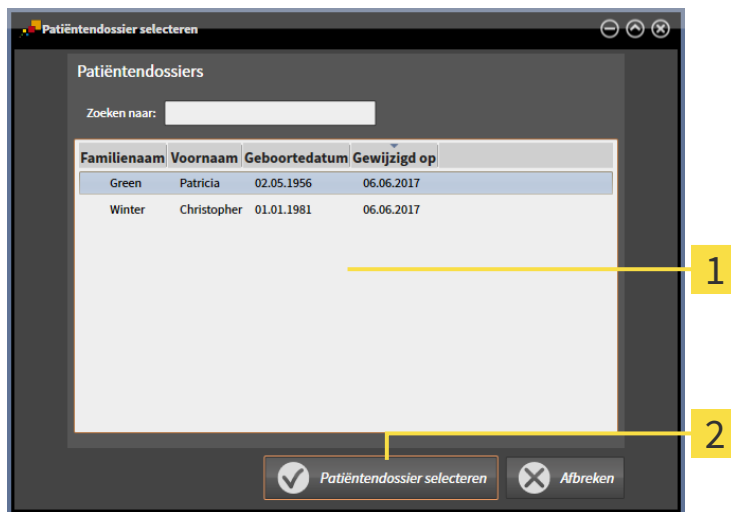 Patiëntendossier selecteren
Patiëntendossiers
Zoeken naar:
Familienaam Voornaam Geboortedatum Gewijzigd op
Green Patricia 02.05.1956 06.06.2017
Winter Christopher 01.01.1981 06.06.2017
1
2
Patiëntendossier selecteren Afbreken